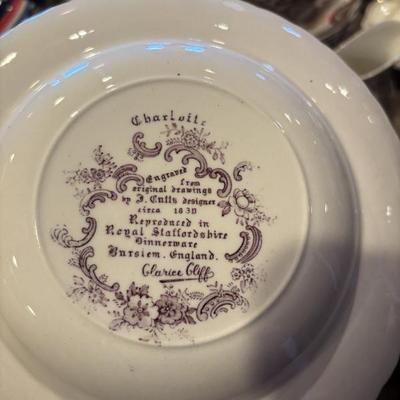 Charlotte
Engraved
from
original drawings
by J. Cutts designer
circa 1830
Reproduced in
Royal Staffordshire
Dinnerware
Burslem. England.
Clarice Cliff